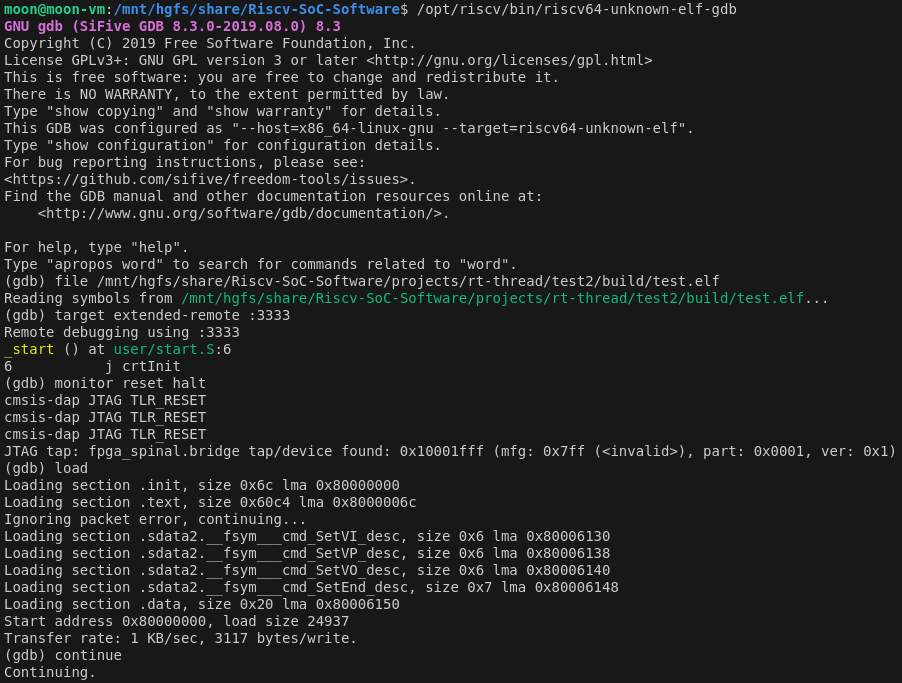 moon@moon-vm:/mnt/hgfs/share/Riscv-SoC-Software$ /opt/riscv/bin/riscv64-unknown-elf-gdb
GNU gdb (SiFive GDB 8.3.0-2019.08.0) 8.3
Copyright (C) 2019 Free Software Foundation, Inc.
License GPLv3+: GNU GPL version 3 or later <http://gnu.org/licenses/gpl.html>
This is free software: you are free to change and redistribute it.
There is NO WARRANTY, to the extent permitted by law.
Type "show copying" and "show warranty" for details.
This GDB was configured as "--host=x86_64-linux-gnu --target=riscv64-unknown-elf".
Type "show configuration" for configuration details.
For bug reporting instructions, please see:
<https://github.com/sifive/freedom-tools/issues>.
Find the GDB manual and other documentation resources online at:
    <http://www.gnu.org/software/gdb/documentation/>.

For help, type "help".
Type "apropos word" to search for commands related to "word".
(gdb) file /mnt/hgfs/share/Riscv-SoC-Software/projects/rt-thread/test2/build/test.elf
Reading symbols from /mnt/hgfs/share/Riscv-SoC-Software/projects/rt-thread/test2/build/test.elf...
(gdb) target extended-remote :3333
Remote debugging using :3333
_start () at user/start.S:6
6           j crtInit
(gdb) monitor reset halt
cmsis-dap JTAG TLR_RESET
cmsis-dap JTAG TLR_RESET
cmsis-dap JTAG TLR_RESET
JTAG tap: fpga_spinal.bridge tap/device found: 0x10001fff (mfg: 0x7ff (<invalid>), part: 0x0001, ver: 0x1)
(gdb) load
Loading section .init, size 0x6c lma 0x80000000
Loading section .text, size 0x60c4 lma 0x8000006c
Ignoring packet error, continuing...
Loading section .sdata2.__fsym___cmd_SetVI_desc, size 0x6 lma 0x80006130
Loading section .sdata2.__fsym___cmd_SetVP_desc, size 0x6 lma 0x80006138
Loading section .sdata2.__fsym___cmd_SetVO_desc, size 0x6 lma 0x80006140
Loading section .sdata2.__fsym___cmd_SetEnd_desc, size 0x7 lma 0x80006148
Loading section .data, size 0x20 lma 0x80006150
Start address 0x80000000, load size 24937
Transfer rate: 1 KB/sec, 3117 bytes/write.
(gdb) continue
Continuing.